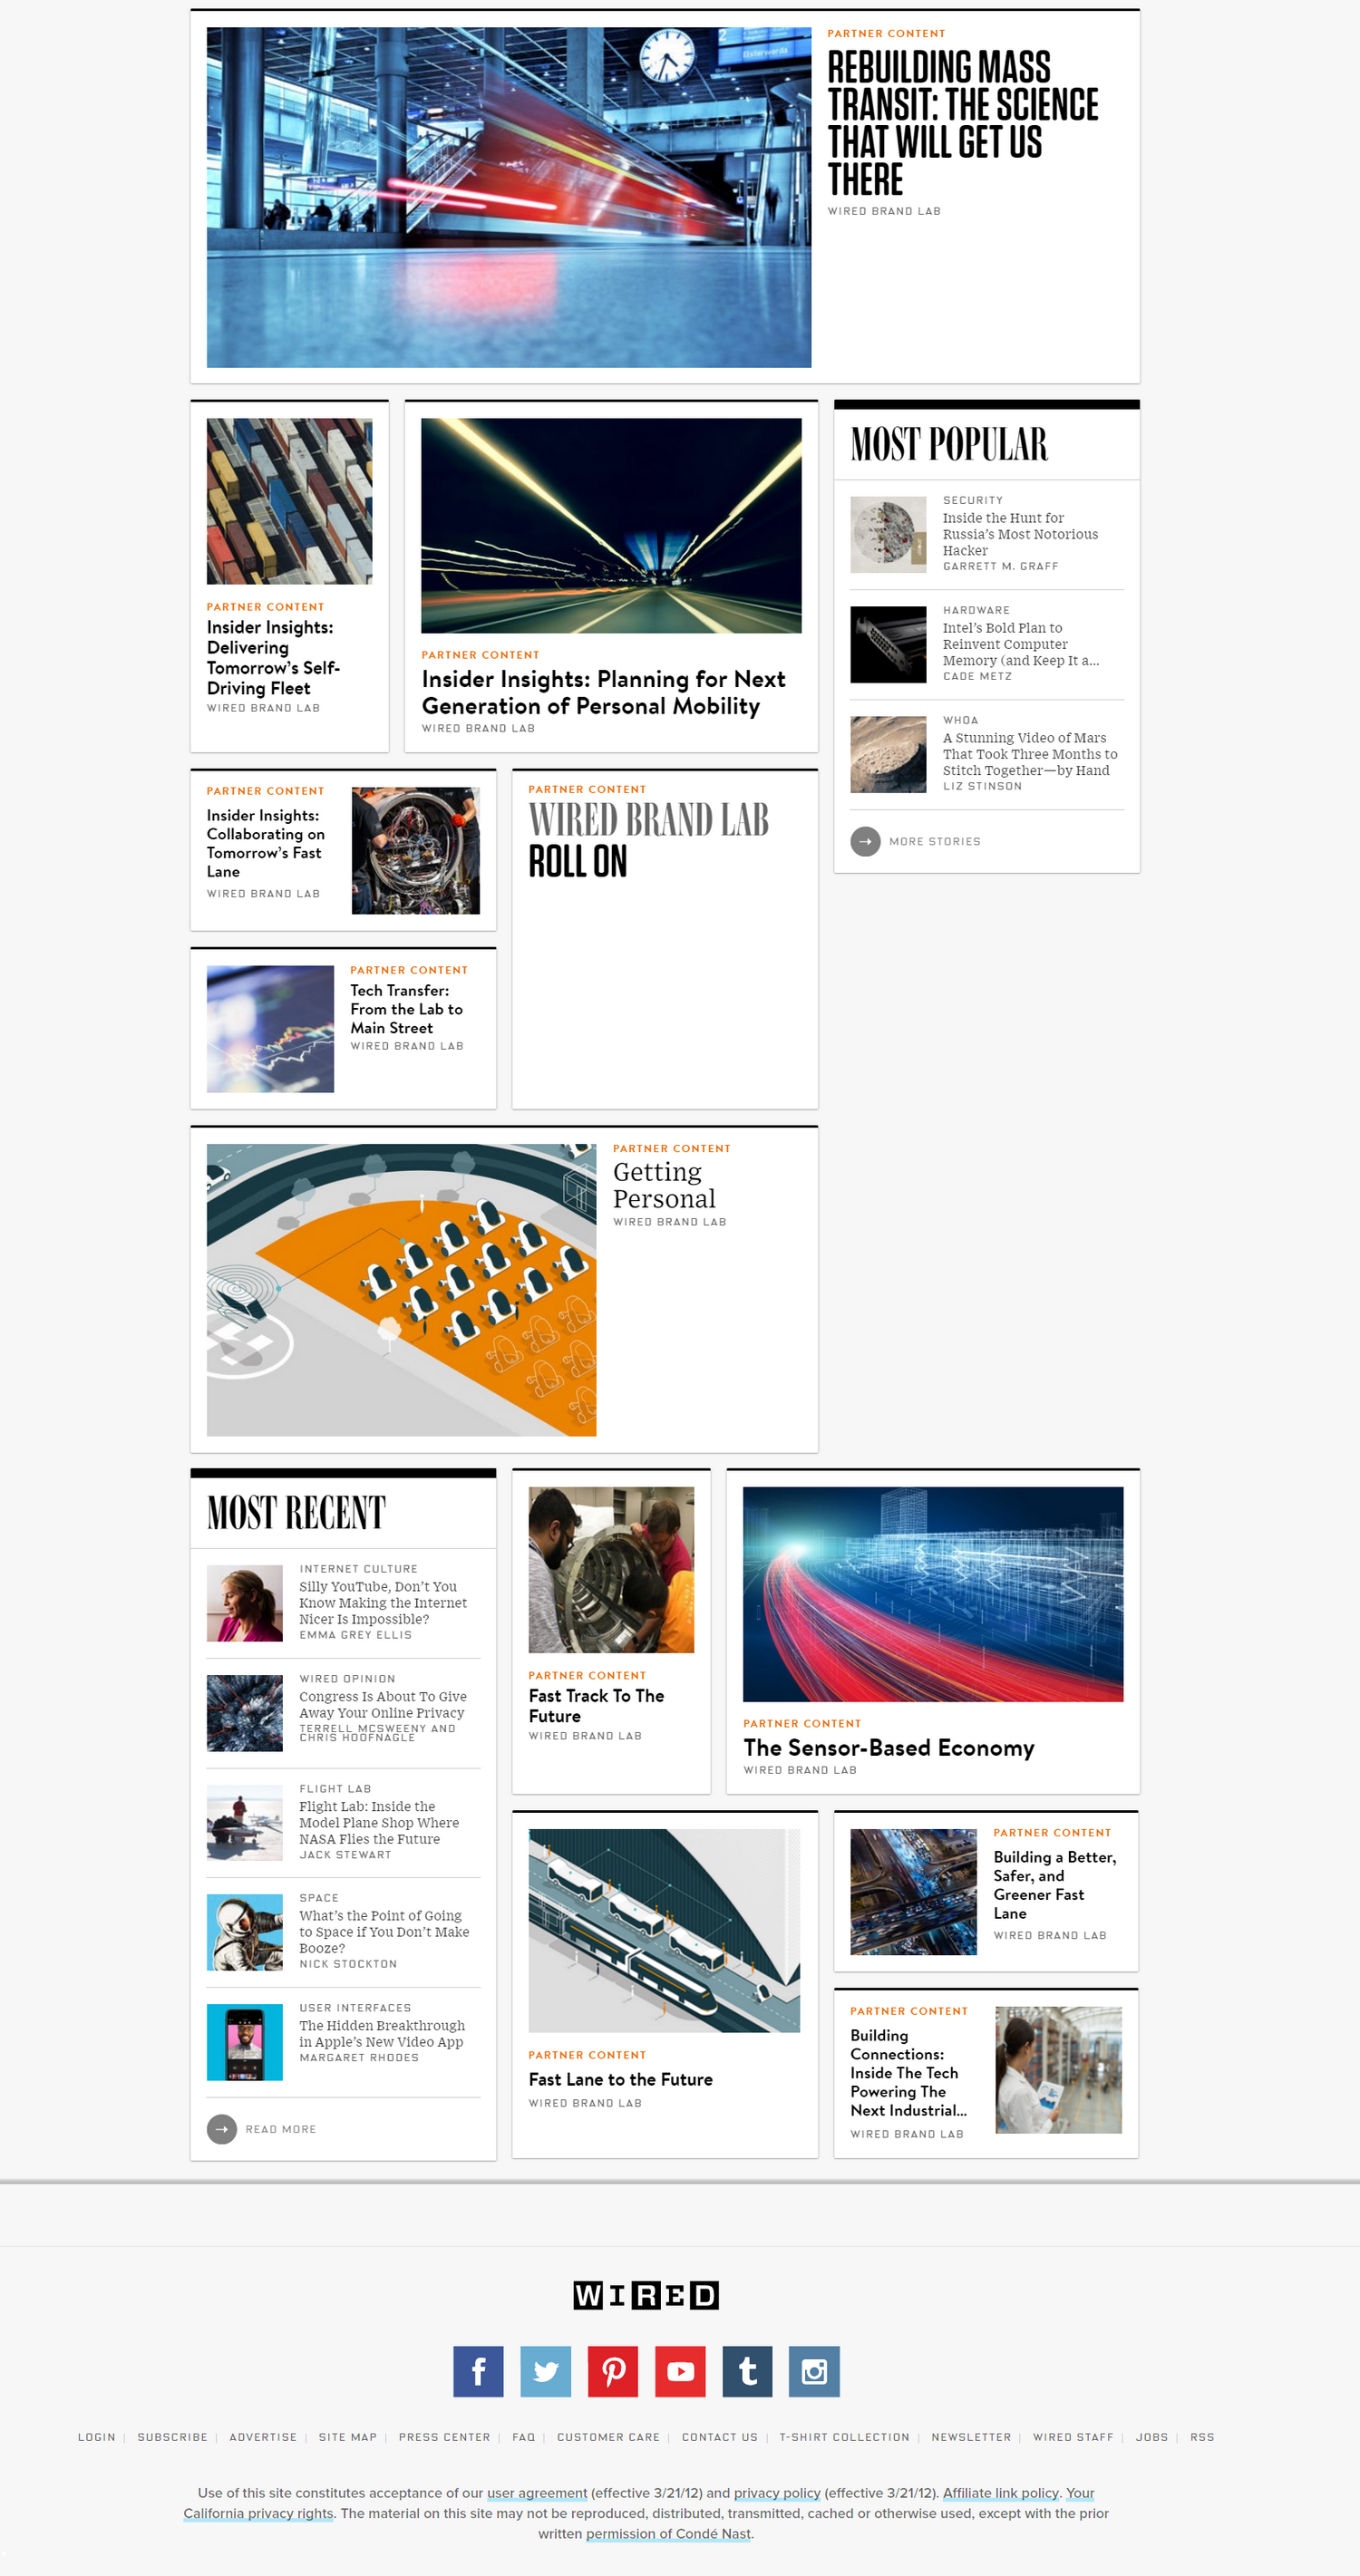 2
Osterwerda
PARTNER CONTENT
REBUILDING MASS
TRANSIT: THE SCIENCE
THAT WILL GET US
THERE
WIRED BRAND LAB
PARTNER CONTENT
Insider Insights:
Delivering
Tomorrow's Self-
Driving Fleet
WIRED BRAND LAB
PARTNER CONTENT
Insider Insights: Planning for Next
Generation of Personal Mobility
WIRED BRAND LAB
MOST POPULAR
SECURITY
Inside the Hunt for
Russia's Most Notorious
Hacker
GARRETT M. GRAFF
HARDWARE
Intel's Bold Plan to
Reinvent Computer
Memory (and Keep It a...
CADE METZ
WHOA
A Stunning Video of Mars
That Took Three Months to
Stitch Together—by Hand
LIZ STINSON
MORE STORIES
PARTNER CONTENT
Insider Insights:
Collaborating on
Tomorrow's Fast
Lane
WIRED BRAND LAB
PARTNER CONTENT
WIRED BRAND LAB
ROLL ON
PARTNER CONTENT
Tech Transfer:
From the Lab to
Main Street
WIRED BRAND LAB
PARTNER CONTENT
Getting
Personal
WIRED BRAND LAB
MOST RECENT
INTERNET CULTURE
Silly YouTube, Don't You
Know Making the Internet
Nicer Is Impossible?
EMMA GREY ELLIS
WIRED OPINION
Congress Is About To Give
Away Your Online Privacy
TERRELL MCSWEENY AND
CHRIS HOOFNAGLE
FLIGHT LAB
Flight Lab: Inside the
Model Plane Shop Where
NASA Flies the Future
JACK STEWART
SPACE
What's the Point of Going
to Space if You Don't Make
Booze?
NICK STOCKTON
USER INTERFACES
The Hidden Breakthrough
in Apple's New Video App
MARGARET RHODES
READ MORE
PARTNER CONTENT
Fast Track To The
Future
WIRED BRAND LAB
PARTNER CONTENT
The Sensor-Based Economy
WIRED BRAND LAB
PARTNER CONTENT
Fast Lane to the Future
WIRED BRAND LAB
PARTNER CONTENT
Building a Better,
Safer, and
Greener Fast
Lane
WIRED BRAND LAB
PARTNER CONTENT
Building
Connections:
Inside The Tech
Powering The
Next Industrial...
WIRED BRAND LAB
WIRED
LOGIN | SUBSCRIBE | ADVERTISE | SITE MAP | PRESS CENTER | FAQ | CUSTOMER CARE | CONTACT US | T-SHIRT COLLECTION | NEWSLETTER | WIRED STAFF | JOBS | RSS
Use of this site constitutes acceptance of our user agreement (effective 3/21/12) and privacy policy (effective 3/21/12). Affiliate link policy. Your
California privacy rights. The material on this site may not be reproduced, distributed, transmitted, cached or otherwise used, except with the prior
written permission of Condé Nast.